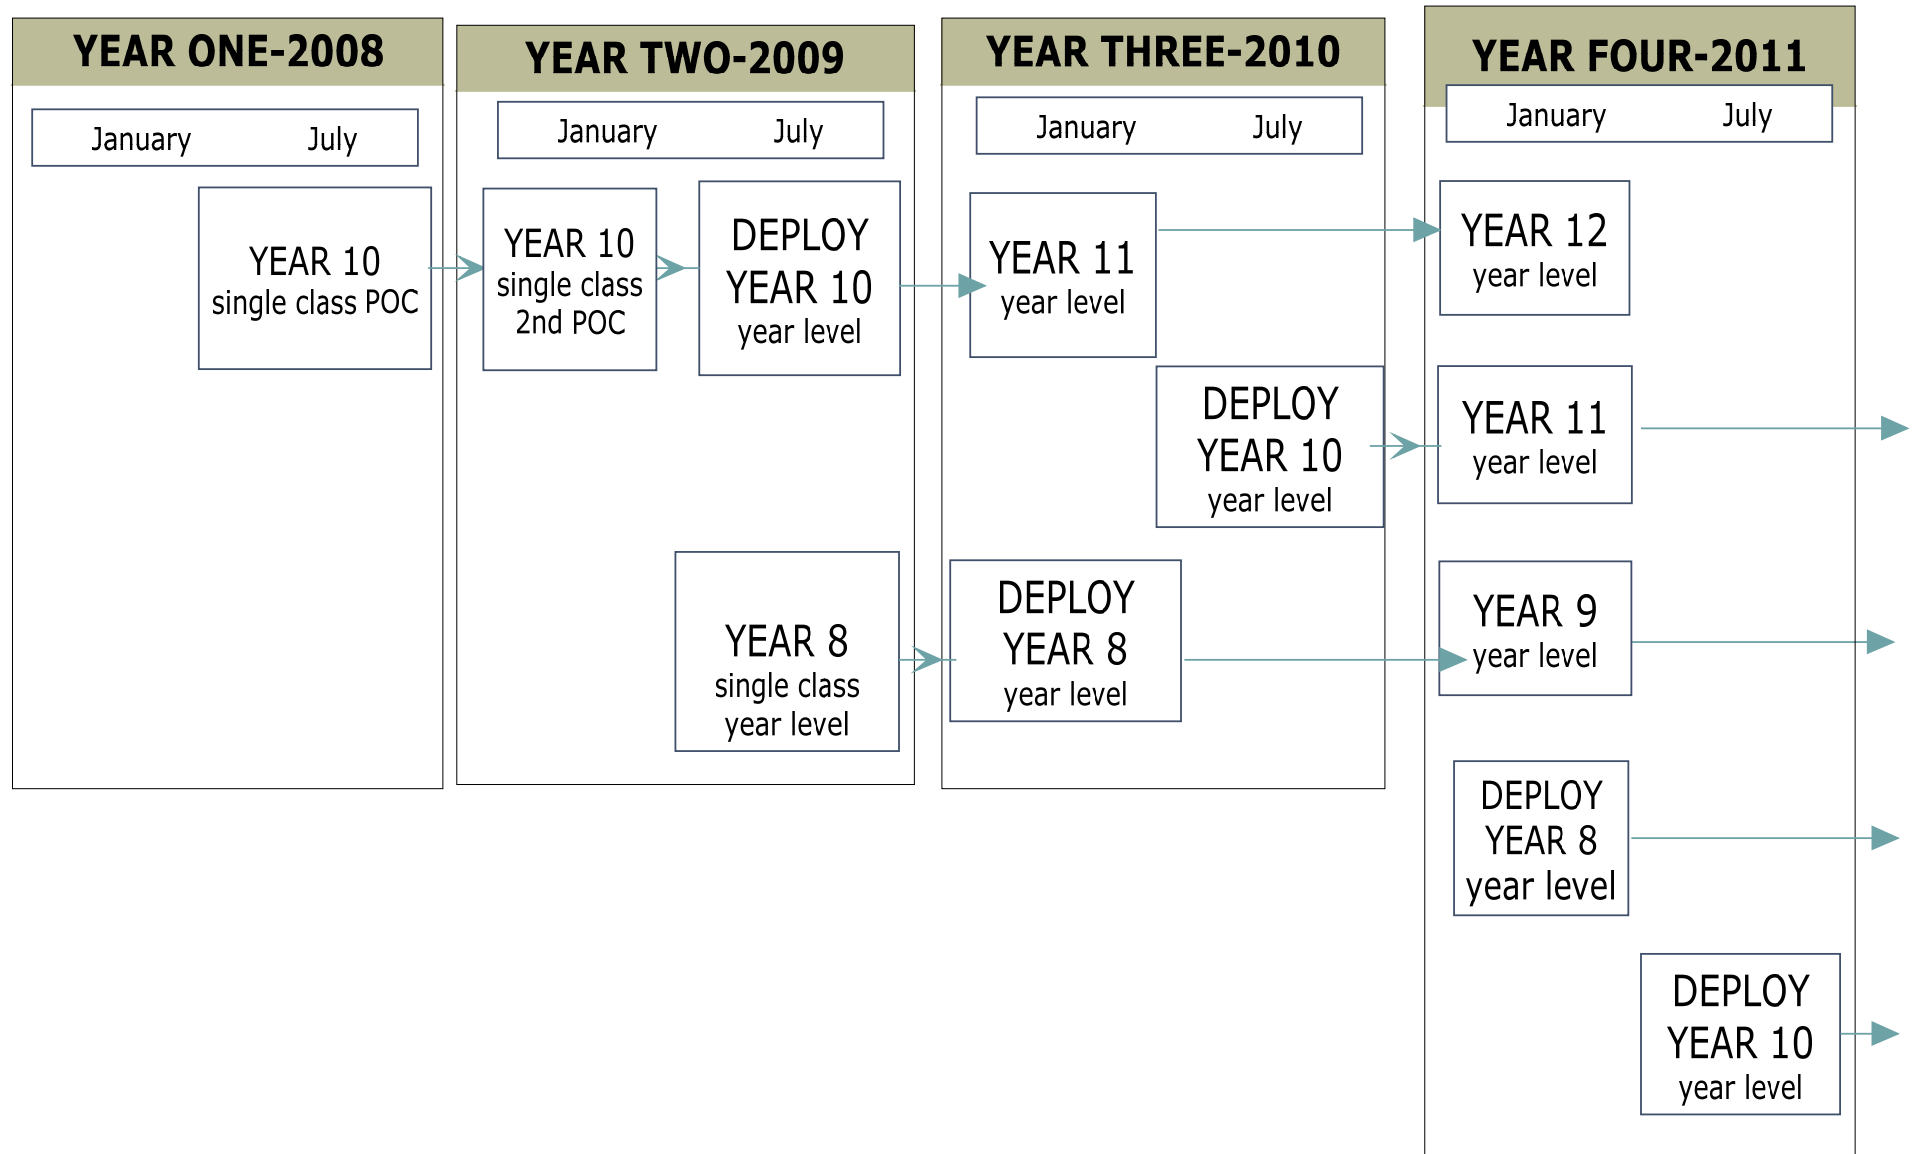 YEAR ONE-2008
January July
YEAR 10
single class POC
YEAR TWO-2009
January July
YEAR 10
single class
2nd POC
DEPLOY
YEAR 10
year level
YEAR 8
single class
year level
YEAR THREE-2010
January July
YEAR 11
year level
DEPLOY
YEAR 10
year level
DEPLOY
YEAR 8
year level
YEAR FOUR-2011
January July
YEAR 12
year level
YEAR 11
year level
YEAR 9
year level
DEPLOY
YEAR 8
year level
DEPLOY
YEAR 10
year level